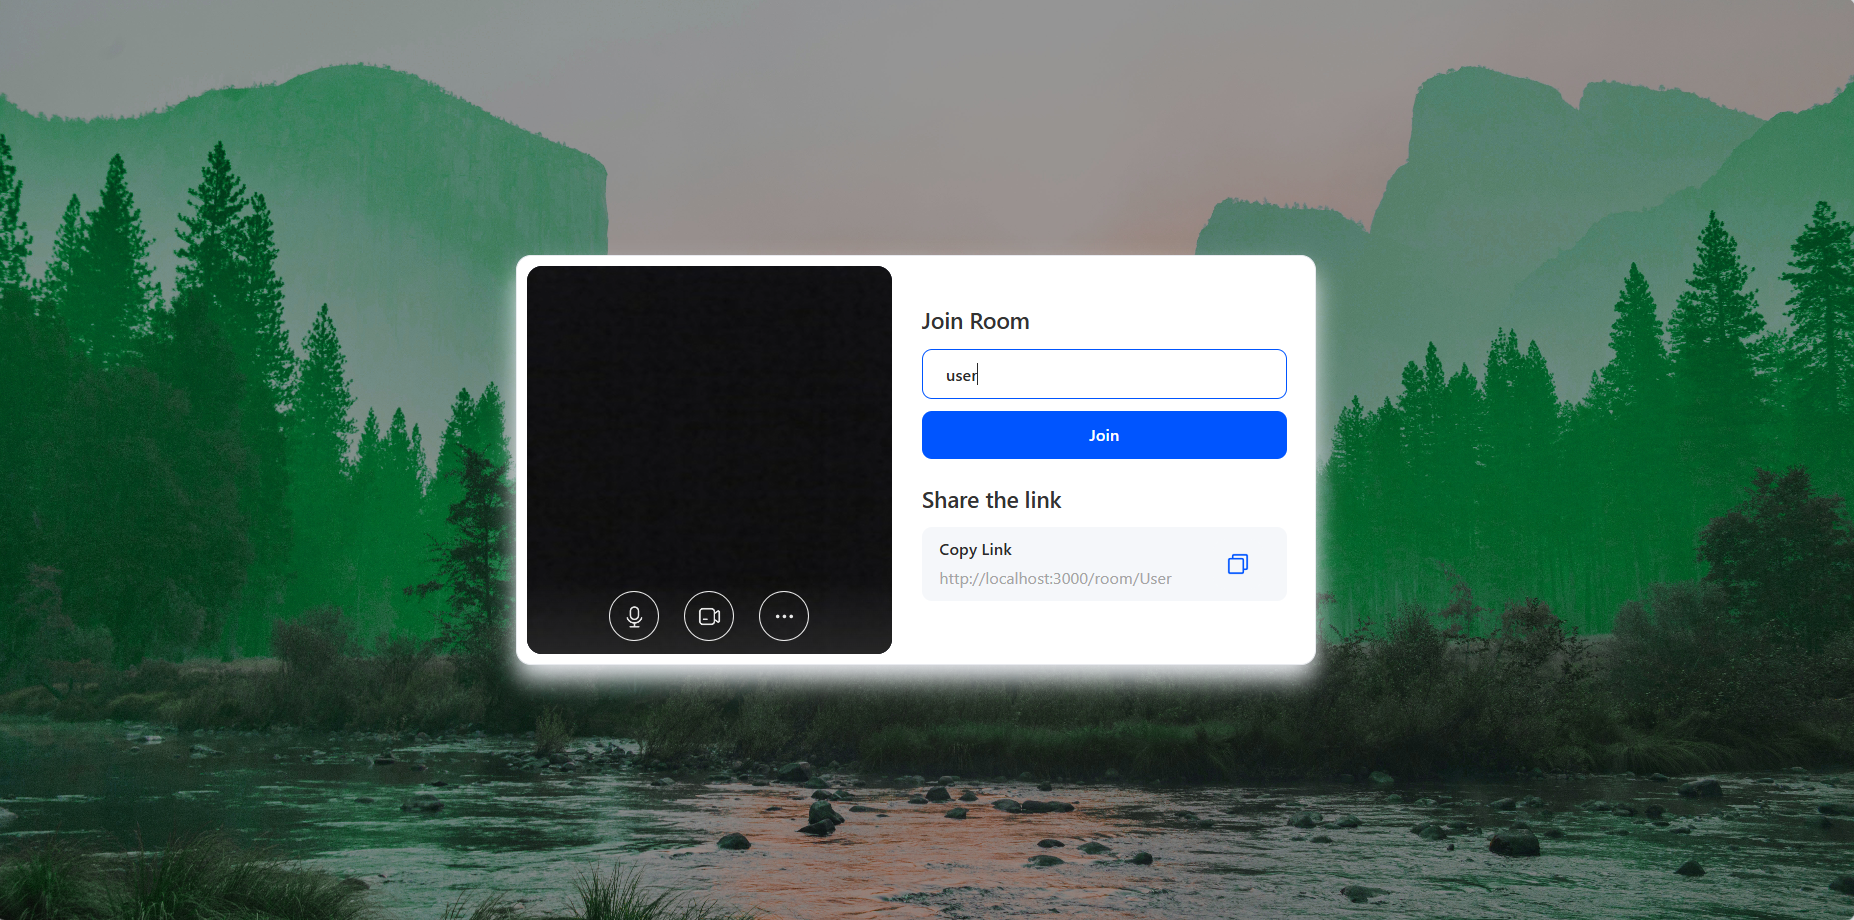 Join Room
user
Join
Share the link
Copy Link
http://localhost:3000/room/User